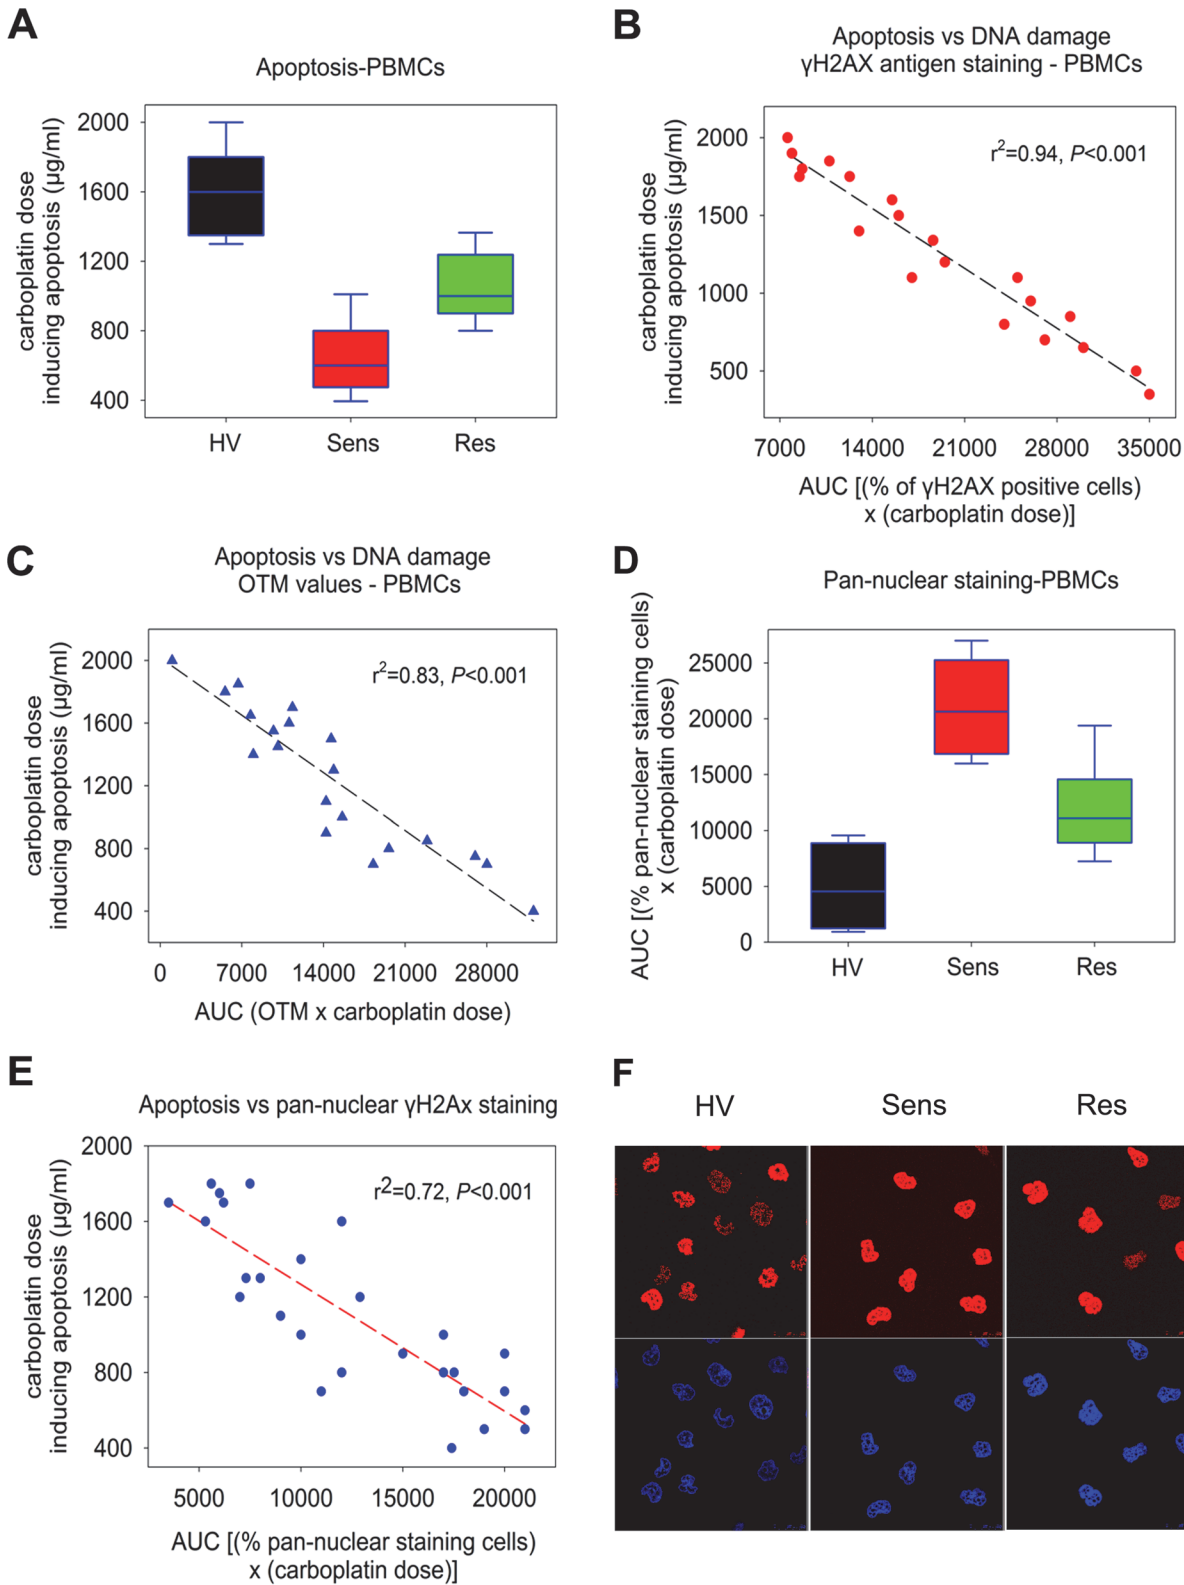 A
Apoptosis-PBMCs
carboplatin dose
inducing apoptosis (µg/ml)
2000
1600
1200
800
400
HV
Sens
Res
B
Apoptosis vs DNA damage
γH2AX antigen staining - PBMCs
carboplatin dose
inducing apoptosis (µg/ml)
r²=0.94, P<0.001
2000
1500
1000
500
7000
14000
21000
28000
35000
AUC [(% of γH2AX positive cells)
x (carboplatin dose)]
C
Apoptosis vs DNA damage
OTM values - PBMCs
carboplatin dose
inducing apoptosis (µg/ml)
r²=0.83, P<0.001
2000
1600
1200
800
400
0
7000
14000
21000
28000
AUC (OTM x carboplatin dose)
D
Pan-nuclear staining-PBMCs
AUC [(% pan-nuclear staining cells)
x (carboplatin dose)
25000
20000
15000
10000
5000
0
HV
Sens
Res
E
Apoptosis vs pan-nuclear γH2Ax staining
carboplatin dose
inducing apoptosis (µg/ml)
r²=0.72, P<0.001
2000
1600
1200
800
400
5000
10000
15000
20000
AUC [(% pan-nuclear staining cells)
x (carboplatin dose)]
F
HV
Sens
Res